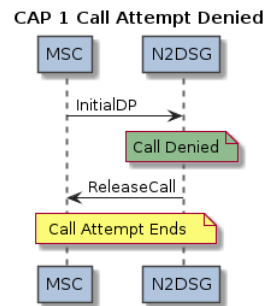 CAP 1 Call Attempt Denied
MSC N2DSG
InitialDP
Call Denied
ReleaseCall
Call Attempt Ends
MSC N2DSG